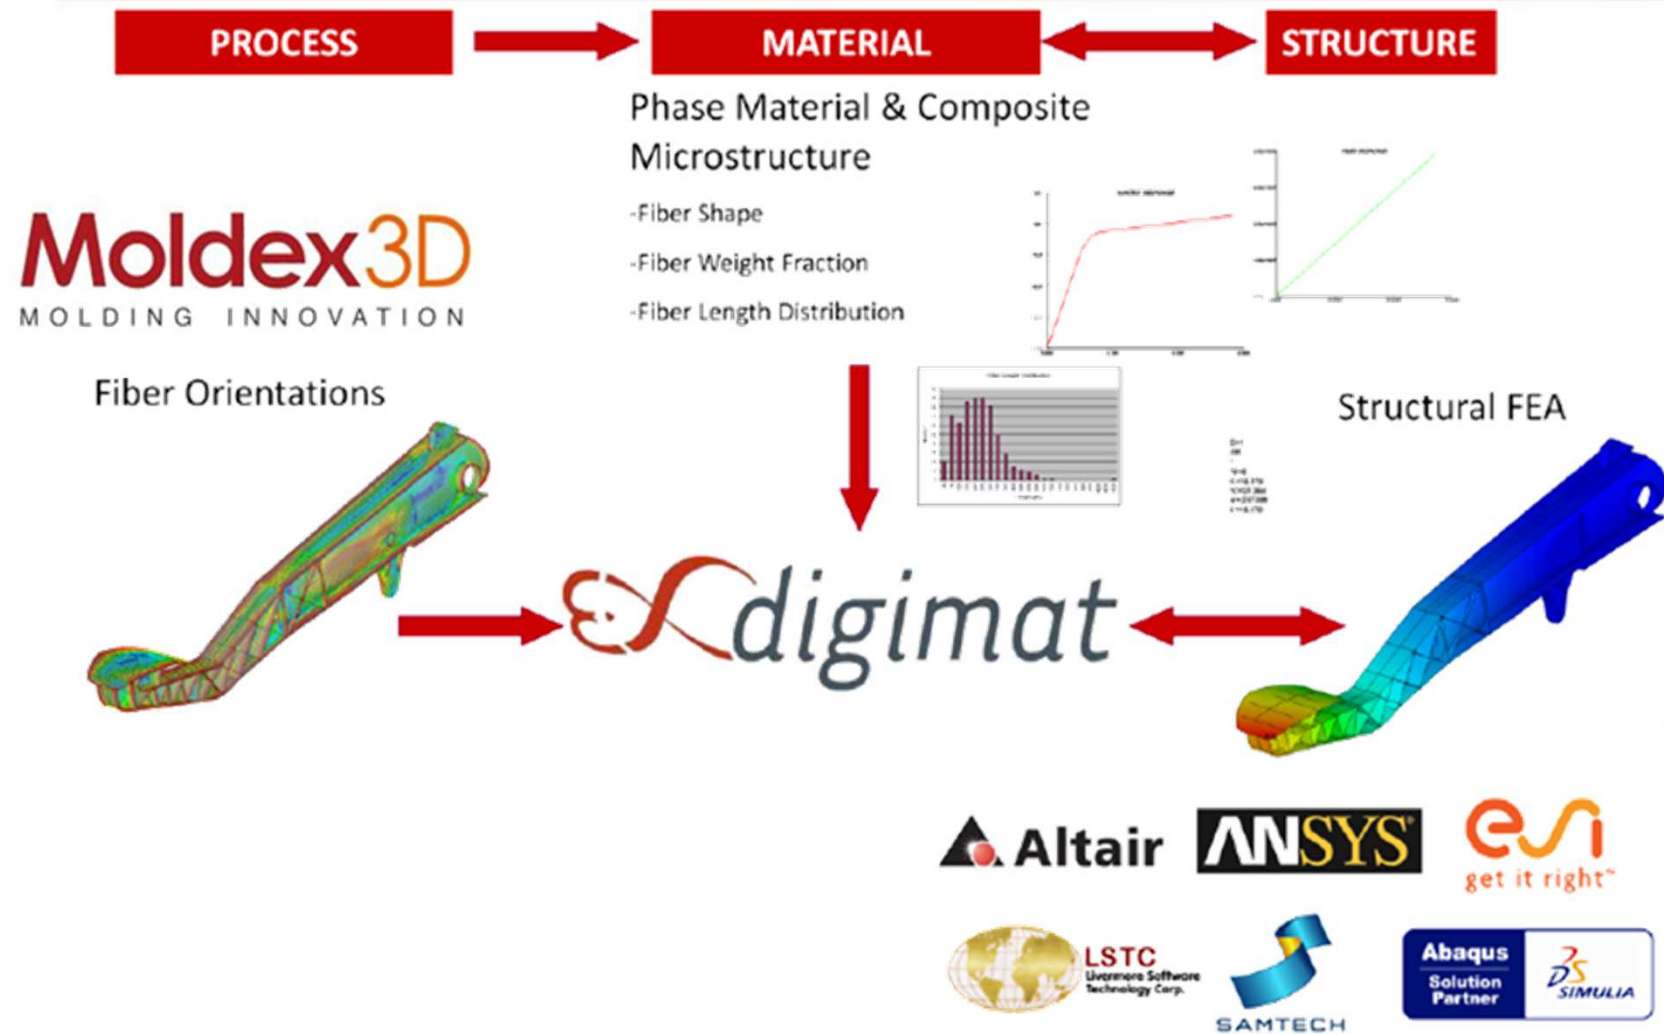 PROCESS
MATERIAL
STRUCTURE
Phase Material & Composite
Microstructure
-Fiber Shape
-Fiber Weight Fraction
-Fiber Length Distribution
Moldex3D
MOLDING INNOVATION
Fiber Orientations
Structural FEA
digimat
Altair
ANSYS
esi
get it right™
LSTC
Livermore Software
Technology Corp.
SAMTECH
Abaqus
Solution
Partner
DS
SIMULIA